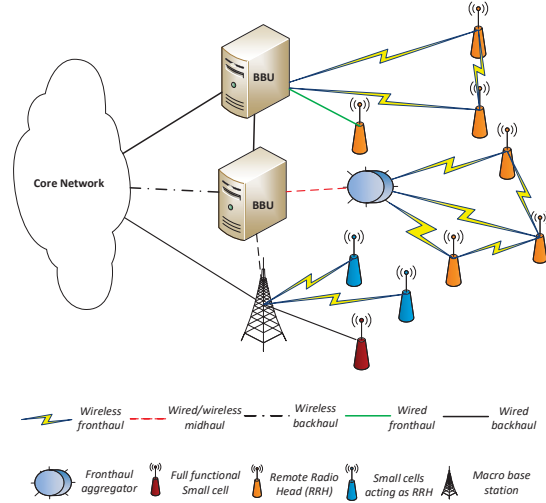 BBU
Core Network
BBU
Wireless
fronthaul
Wired/wireless
midhaul
Wireless
backhaul
Wired
fronthaul
Wired
backhaul
Fronthaul
aggregator
Full functional
Small cell
Remote Radio
Head (RRH)
Small cells
acting as RRH
Macro base
station